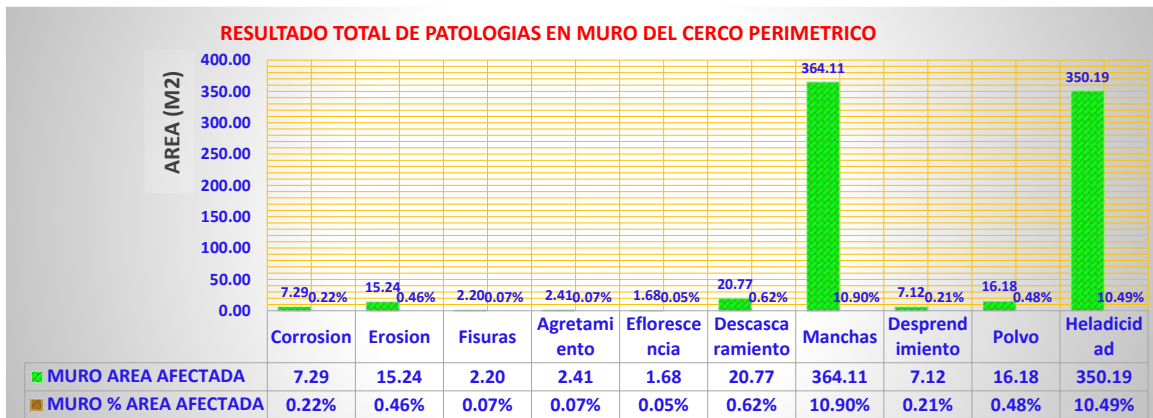 RESULTADO TOTAL DE PATOLOGIAS EN MURO DEL CERCO PERIMETRICO
AREA (M2)
400.00
350.00
300.00
250.00
200.00
150.00
100.00
50.00
0.00
7.29 0.22% 15.24 0.46% 2.20 0.07% 2.41 0.07% 1.68 0.05% 20.77 0.62% 364.11 10.90% 7.12 0.21% 16.18 0.48% 350.19 10.49%
Corrosion Erosion Fisuras Agretami Efloresce Descasca Manchas Desprend Polvo Heladicid
ento ncia ramiento imiento ad
MURO AREA AFECTADA 7.29 15.24 2.20 2.41 1.68 20.77 364.11 7.12 16.18 350.19
MURO % AREA AFECTADA 0.22% 0.46% 0.07% 0.07% 0.05% 0.62% 10.90% 0.21% 0.48% 10.49%